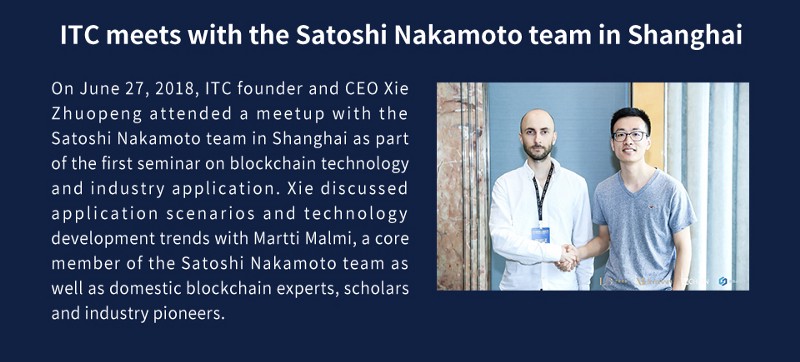 ITC meets with the Satoshi Nakamoto team in Shanghai
On June 27, 2018, ITC founder and CEO Xie
Zhuopeng attended a meetup with the
Satoshi Nakamoto team in Shanghai as part
of the first seminar on blockchain technology
and industry application. Xie discussed
application scenarios and technology
development trends with Martti Malmi, a core
member of the Satoshi Nakamoto team as
well as domestic blockchain experts, scholars
and industry pioneers.